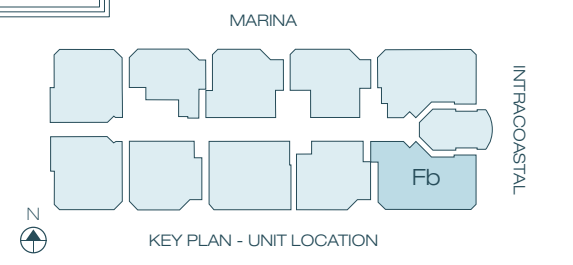 MARINA
INTRACOASTAL
Fb
N
KEY PLAN - UNIT LOCATION